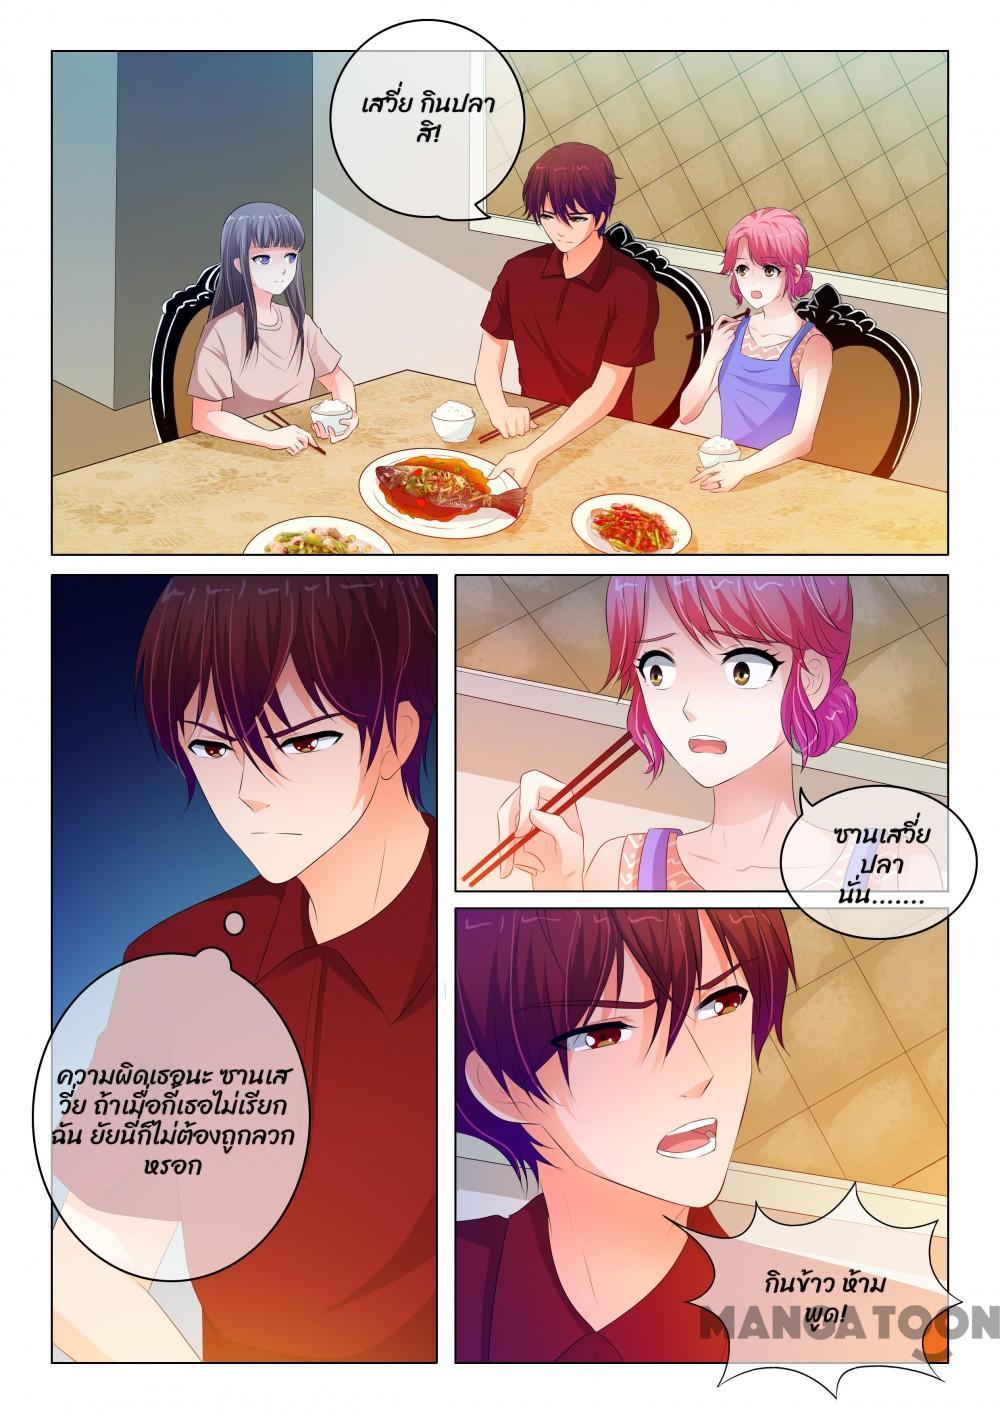 เสวี่ย กินปลา
สิ!
ซานเสวี่ย
ปลา
นั่น.......
ความผิดเธอนะ ซานเส
วี่ย ถ้าเมื่อกี้เธอไม่เรียก
ฉัน ยัยนี่ก็ไม่ต้องถูกลวก
หรอก
กินข้าว ห้าม
พูด!
MANGATOON